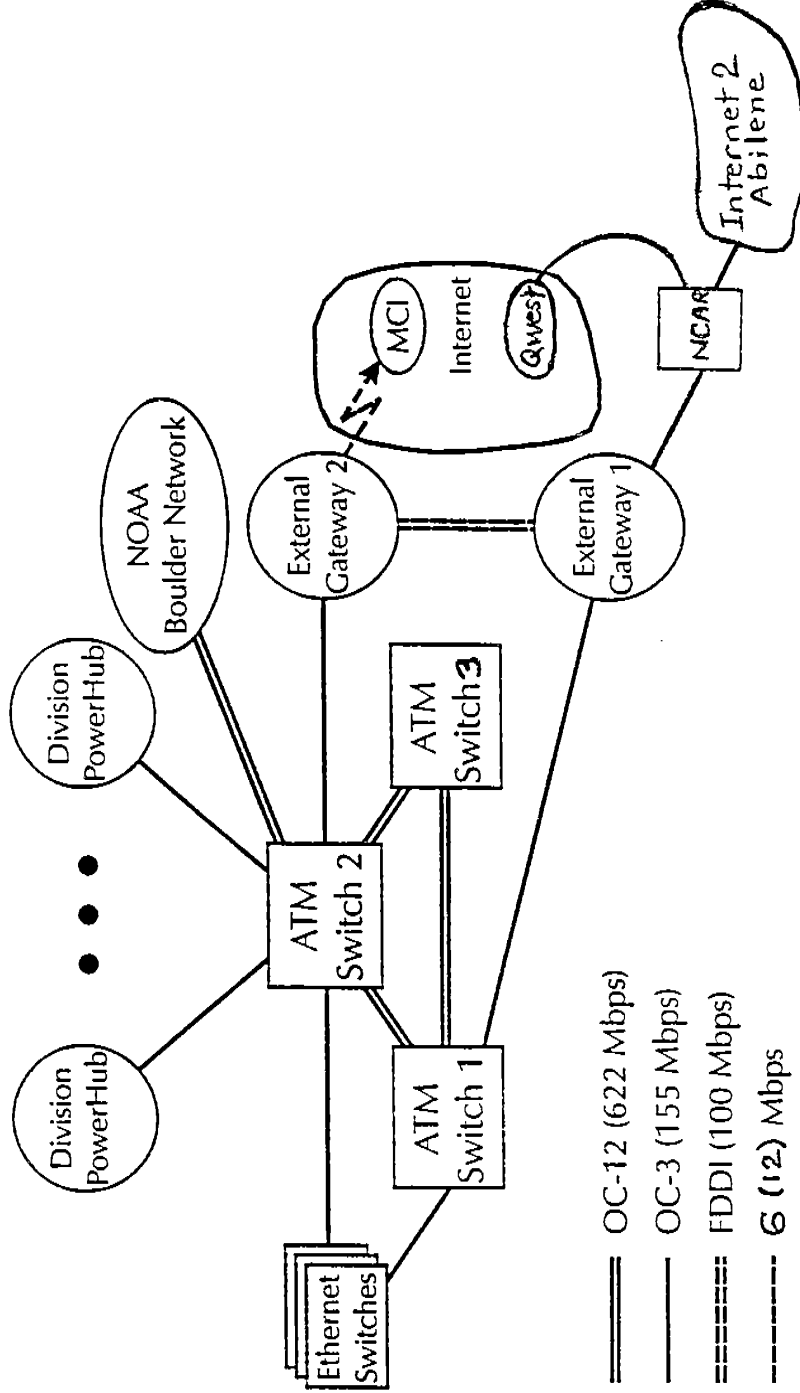 Division
PowerHub
Division
PowerHub
NOAA
Boulder Network
Ethernet
Switches
ATM
Switch 2
External
Gateway 2
MCI
Internet
Qwest
ATM
Switch 1
ATM
Switch 3
External
Gateway 1
NCAR
Internet 2
Abilene
OC-12 (622 Mbps)
OC-3 (155 Mbps)
FDDI (100 Mbps)
6 (12) Mbps